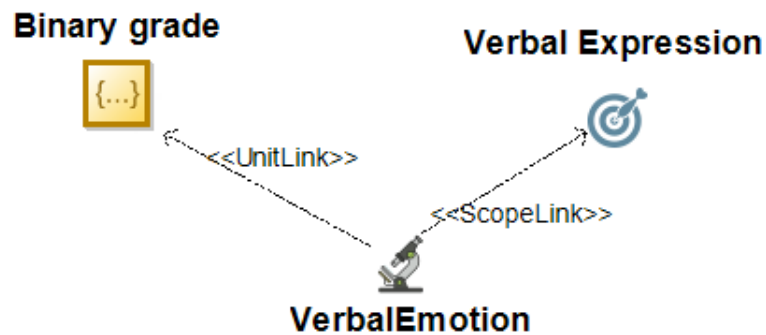 Binary grade
Verbal Expression
{...}
<<UnitLink>>
<<ScopeLink>>
VerbalEmotion